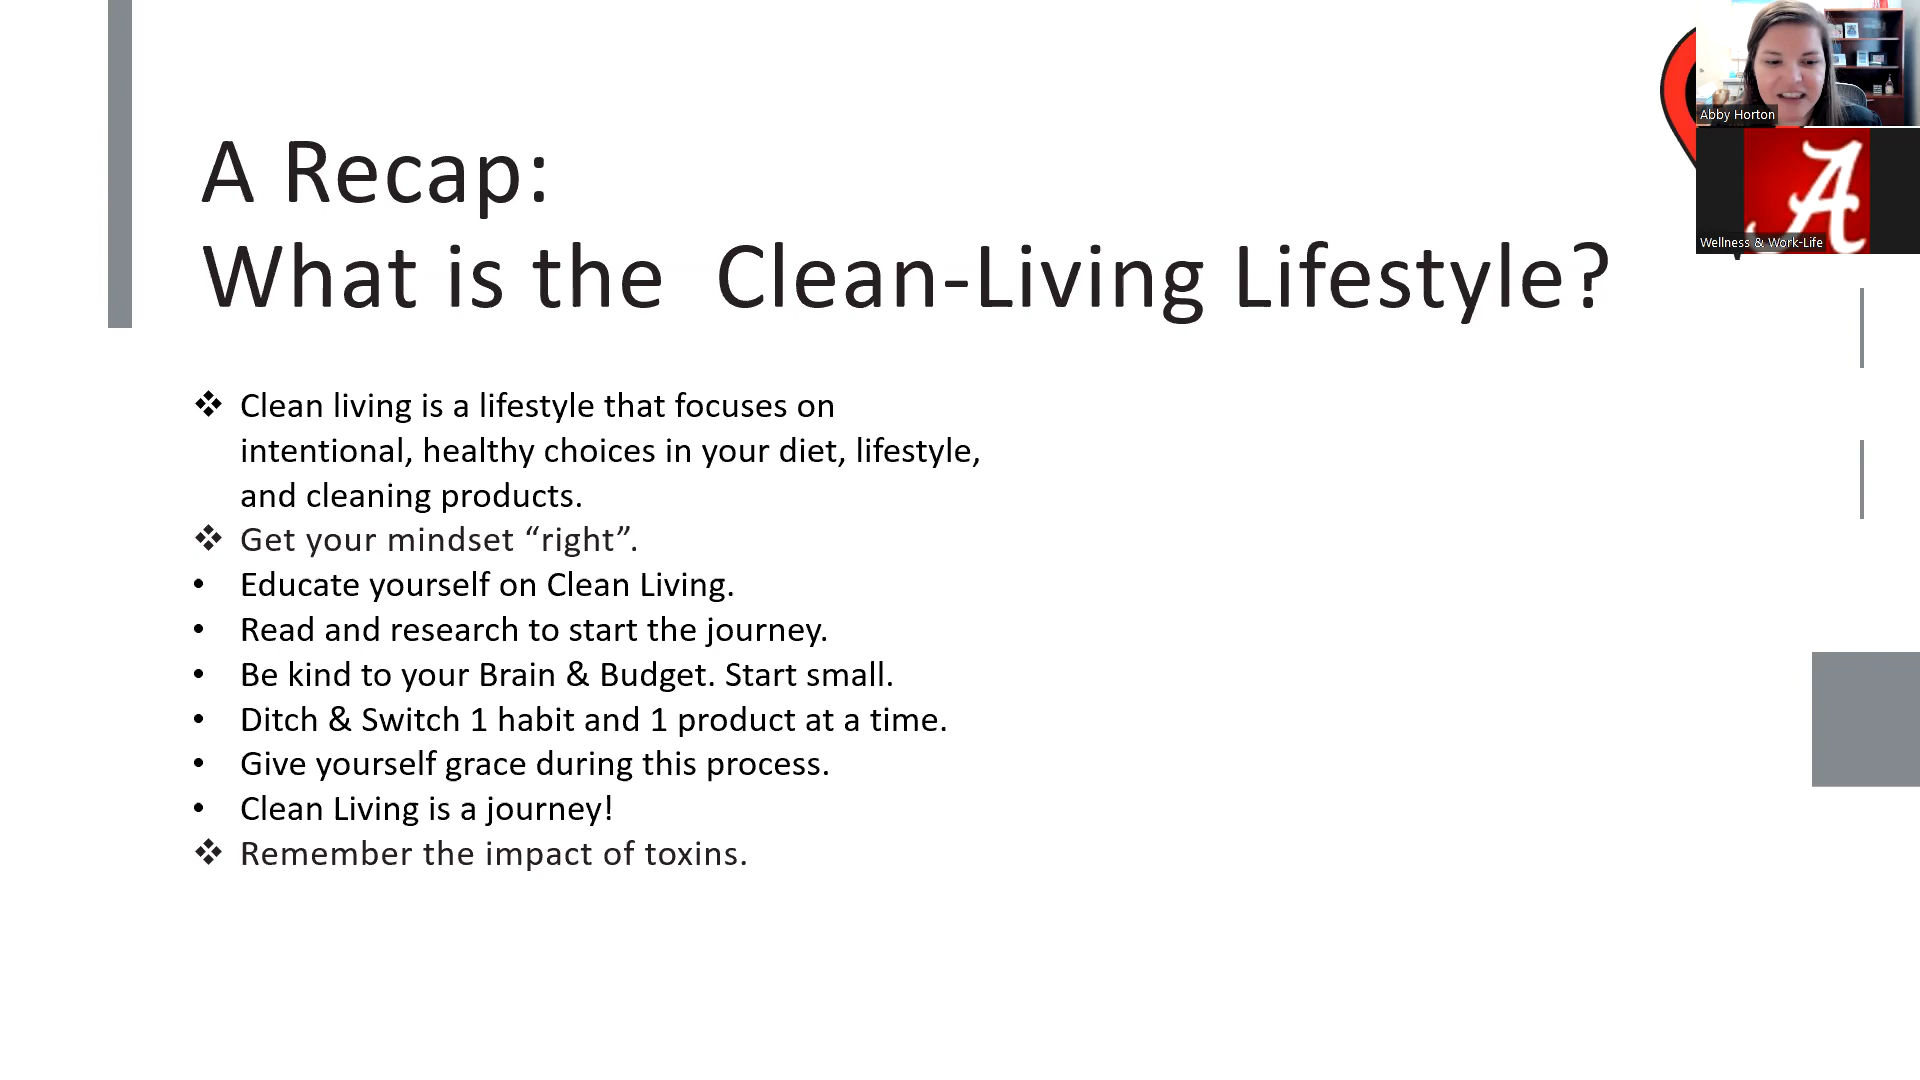 A Recap:
What is the Clean-Living Lifestyle?
❖ Clean living is a lifestyle that focuses on
intentional, healthy choices in your diet, lifestyle,
and cleaning products.
❖ Get your mindset “right”.
• Educate yourself on Clean Living.
• Read and research to start the journey.
• Be kind to your Brain & Budget. Start small.
• Ditch & Switch 1 habit and 1 product at a time.
• Give yourself grace during this process.
• Clean Living is a journey!
❖ Remember the impact of toxins.
Abby Horton
A
Wellness & Work-Life